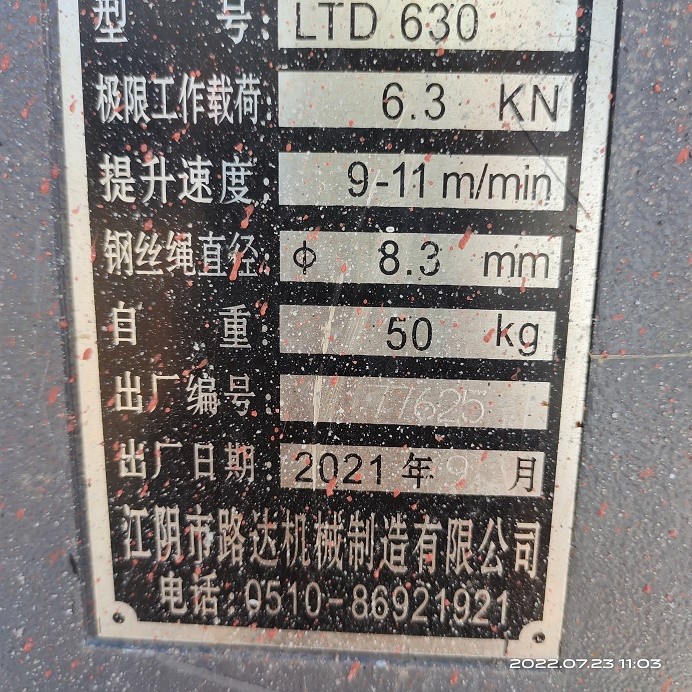 型 号: LTD 630
极限工作载荷: 6.3 KN
提升速度: 9-11 m/min
钢丝绳直径: ф 8.3 mm
自 重: 50 kg
出厂编号: 77625
出厂日期: 2021 年 9 月
江阴市路达机械制造有限公司
电话: 0510-86921921
2022.07.23 11:03